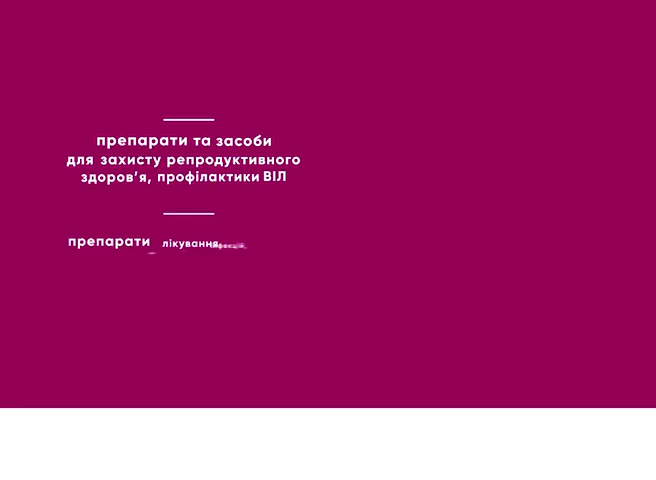 препарати та засоби
для захисту репродуктивного
здоров’я, профілактики ВІЛ
препарати лікування